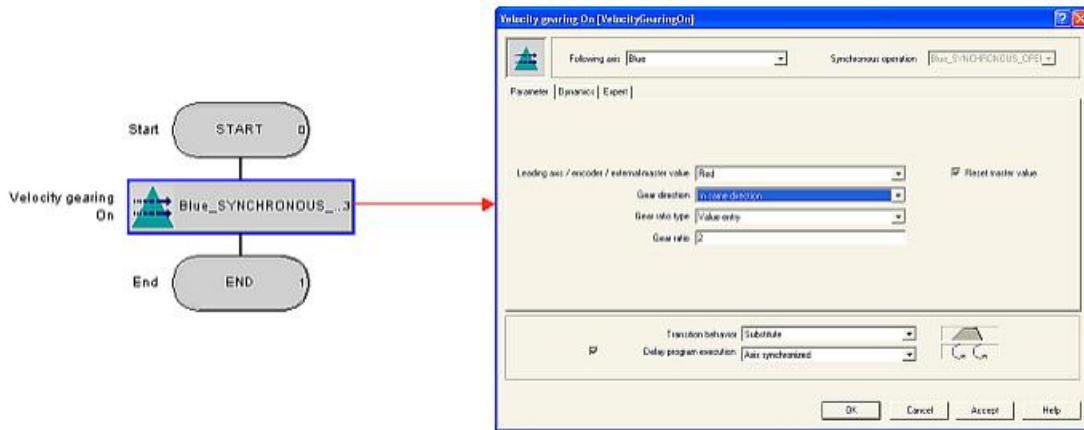 Start
START
0
Velocity gearing
On
Blue_SYNCHRONOUS_...3
End
END
1
Velocity gearing On [VelocityGearingOn]
Following axis
Blue
Synchronous operation
Blue_SYNCHRONOUS_OPE
Parameter
Dynamics
Expert
Leading axis / encoder / external master value
Red
Reset master value
Gear direction
In same direction
Gear ratio type
Value entry
Gear ratio
2
Transition behavior
Substitute
Delay program execution
Axis synchronized
OK
Cancel
Accept
Help